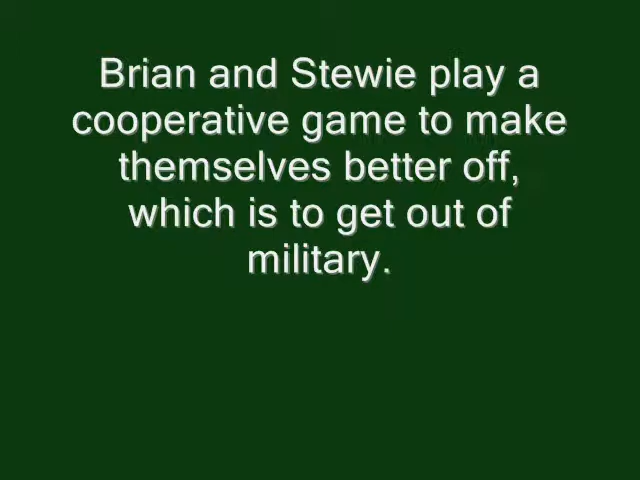 Brian and Stewie play a
cooperative game to make
themselves better off,
which is to get out of
military.